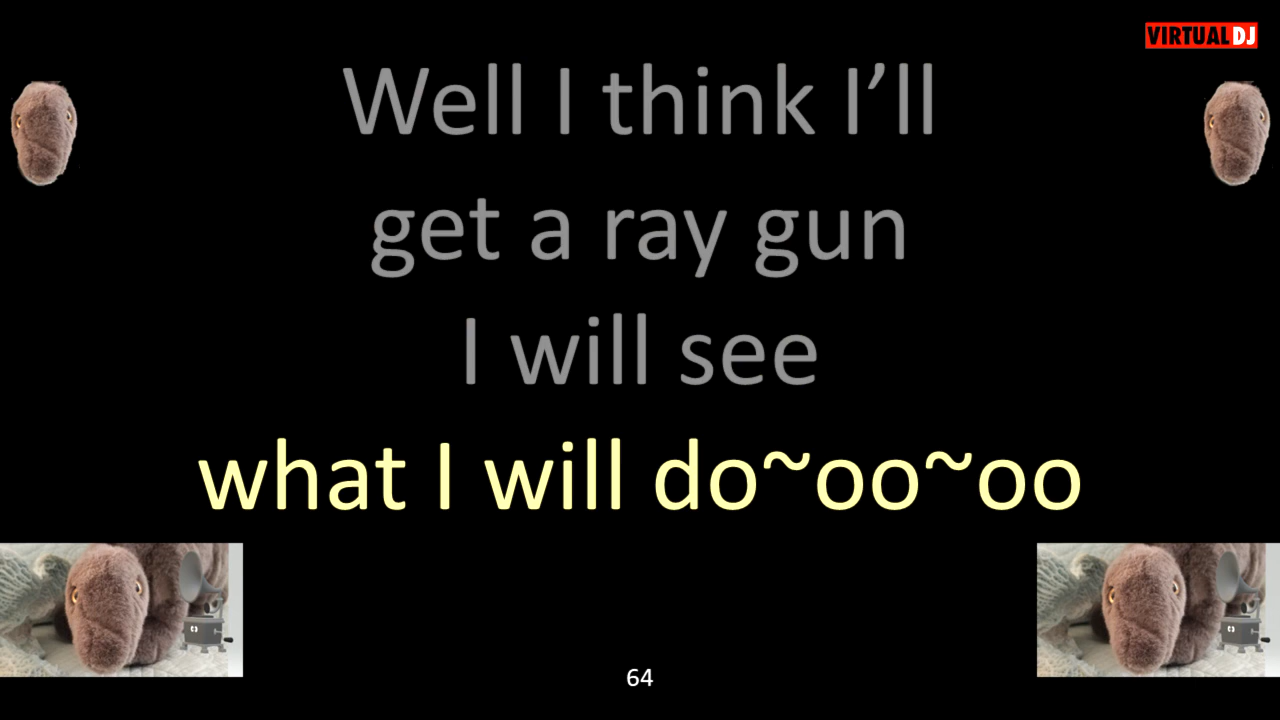 VIRTUAL DJ
Well I think I’ll
get a ray gun
I will see
what I will do~oo~oo
64